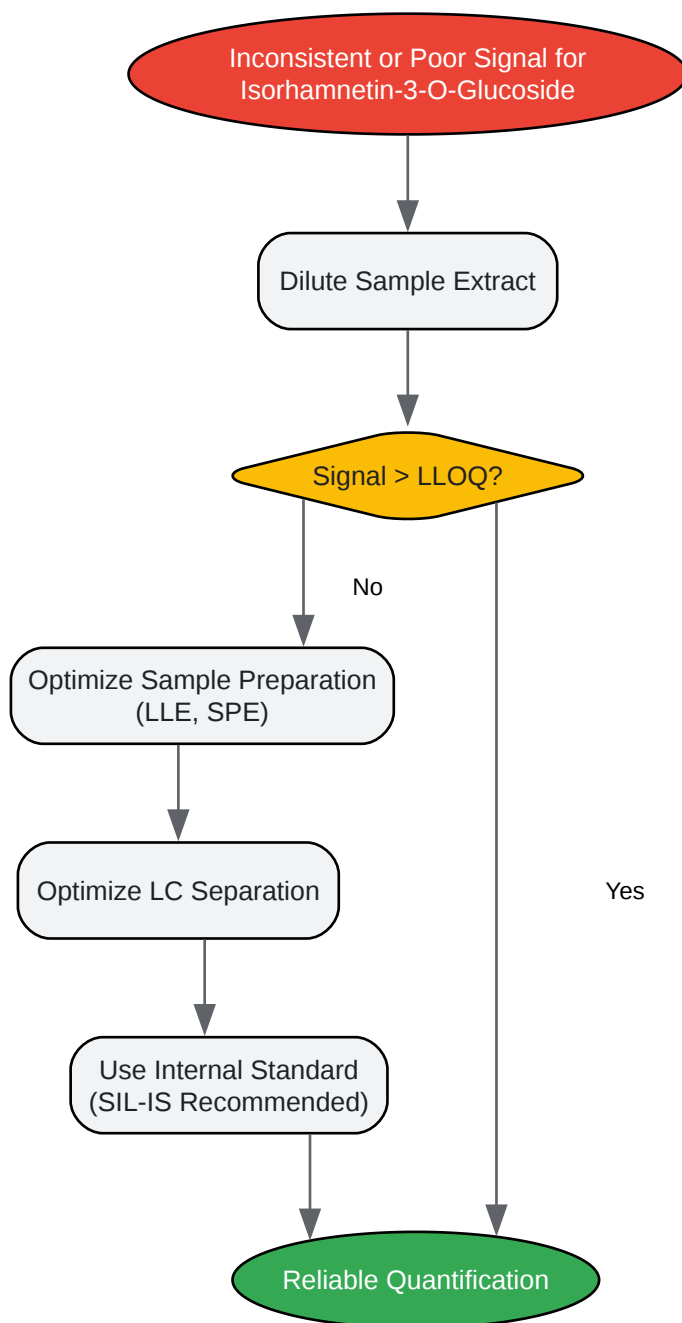 Inconsistent or Poor Signal for
Isorhamnetin-3-O-Glucoside
Dilute Sample Extract
Signal > LLOQ?
No
Optimize Sample Preparation
(LLE, SPE)
Optimize LC Separation
Yes
Use Internal Standard
(SIL-IS Recommended)
Reliable Quantification